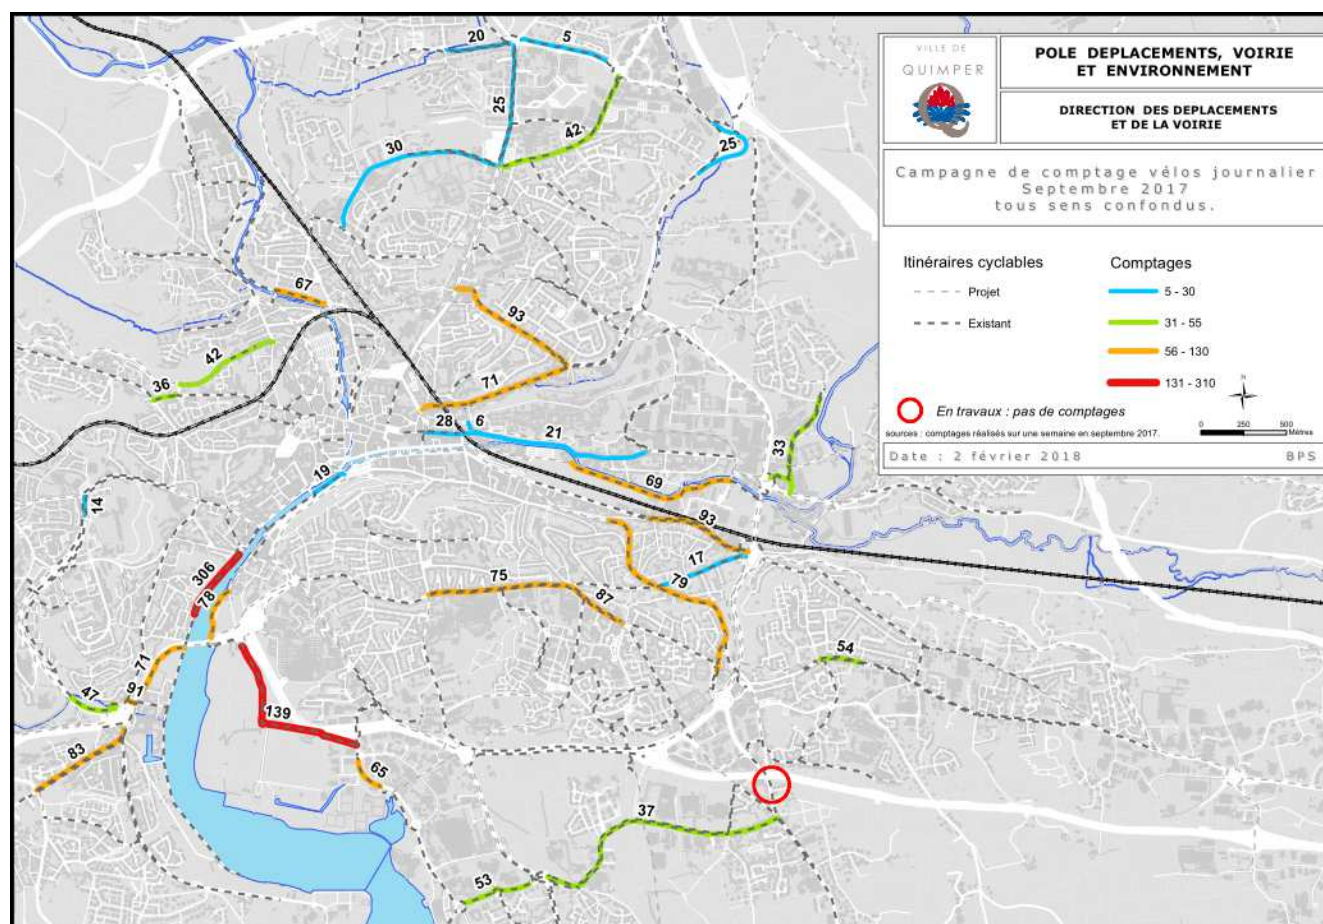 VILLE DE
QUIMPER
POLE DEPLACEMENTS, VOIRIE
ET ENVIRONNEMENT
DIRECTION DES DEPLACEMENTS
ET DE LA VOIRIE
Campagne de comptage vélos journalier
Septembre 2017
tous sens confondus.
Itinéraires cyclables
Comptages
Projet
5 - 30
Existant
31 - 55
56 - 130
131 - 310
N
En travaux : pas de comptages
0 250 500
Mètres
sources : comptages réalisés sur une semaine en septembre 2017.
Date : 2 février 2018 BPS
20
5
25
42
25
30
67
93
42
36
71
28
6
21
33
19
69
14
93
17
306
75
79
78
87
71
54
91
47
139
83
65
37
53